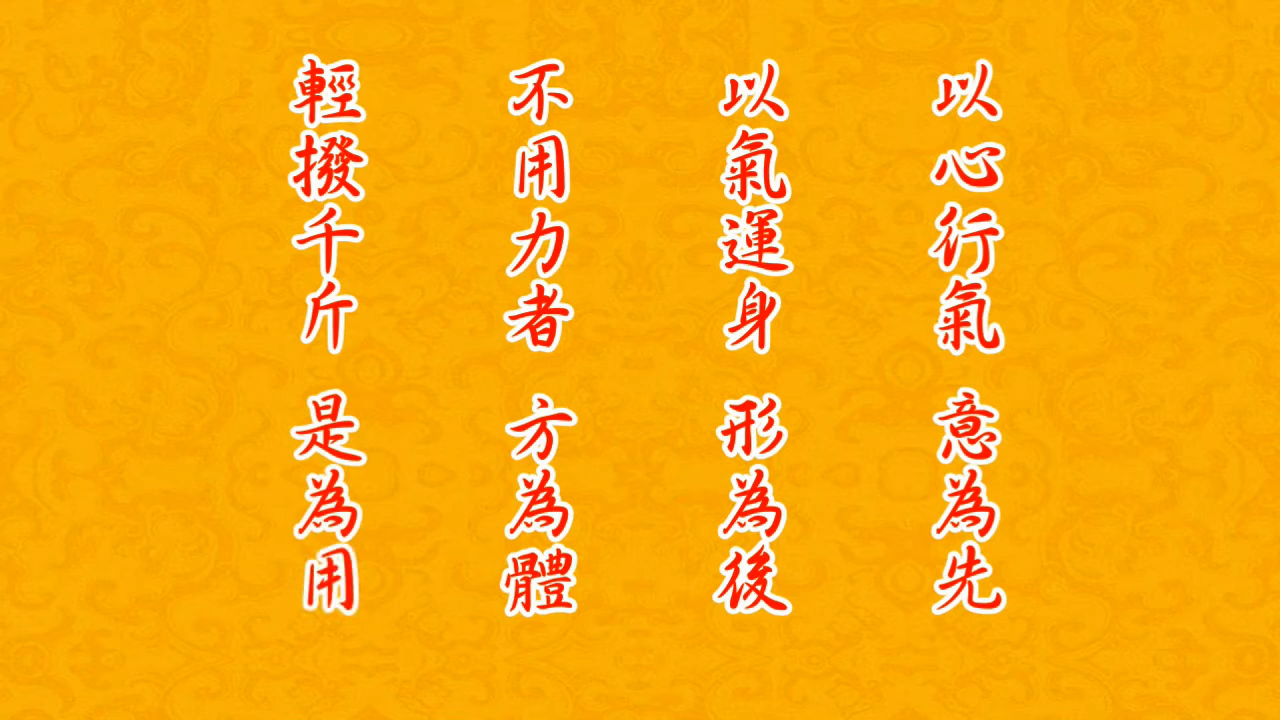 以心行氣 意為先
以氣運身 形為後
不用力者 方為體
輕撥千斤 是為用